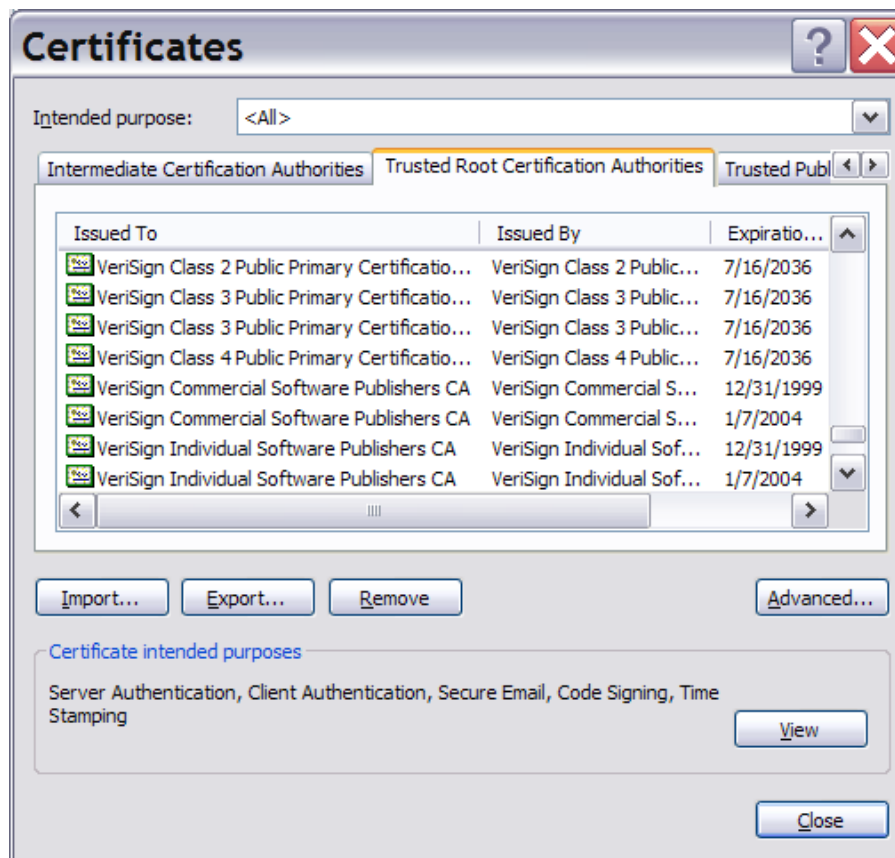 Certificates
Intended purpose: <All>
Intermediate Certification Authorities Trusted Root Certification Authorities Trusted Publ
Issued To Issued By Expiratio...
VeriSign Class 2 Public Primary Certificatio... VeriSign Class 2 Public... 7/16/2036
VeriSign Class 3 Public Primary Certificatio... VeriSign Class 3 Public... 7/16/2036
VeriSign Class 3 Public Primary Certificatio... VeriSign Class 3 Public... 7/16/2036
VeriSign Class 4 Public Primary Certificatio... VeriSign Class 4 Public... 7/16/2036
VeriSign Commercial Software Publishers CA VeriSign Commercial S... 12/31/1999
VeriSign Commercial Software Publishers CA VeriSign Commercial S... 1/7/2004
VeriSign Individual Software Publishers CA VeriSign Individual Sof... 12/31/1999
VeriSign Individual Software Publishers CA VeriSign Individual Sof... 1/7/2004
Import... Export... Remove Advanced...
Certificate intended purposes
Server Authentication, Client Authentication, Secure Email, Code Signing, Time
Stamping
View
Close